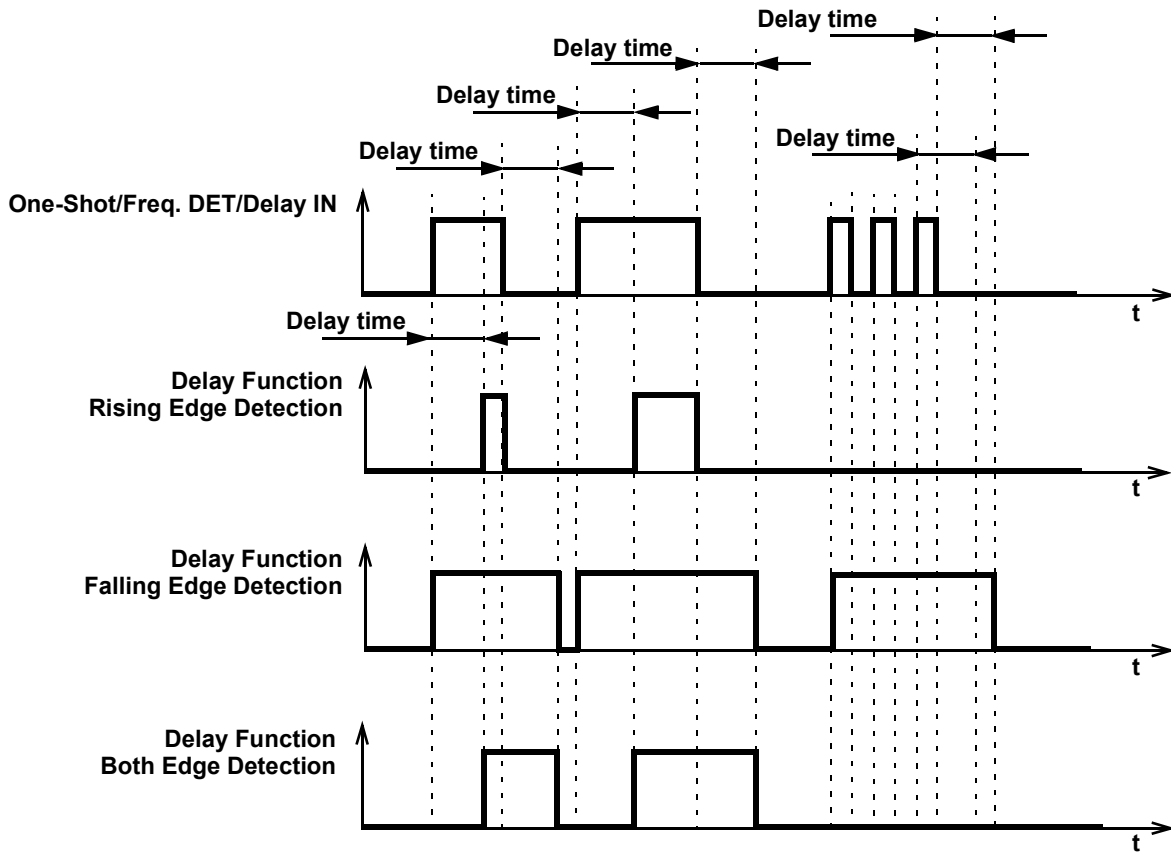 Delay time
Delay time
Delay time
Delay time
Delay time
One-Shot/Freq. DET/Delay IN
t
Delay time
Delay Function
Rising Edge Detection
t
Delay Function
Falling Edge Detection
t
Delay Function
Both Edge Detection
t